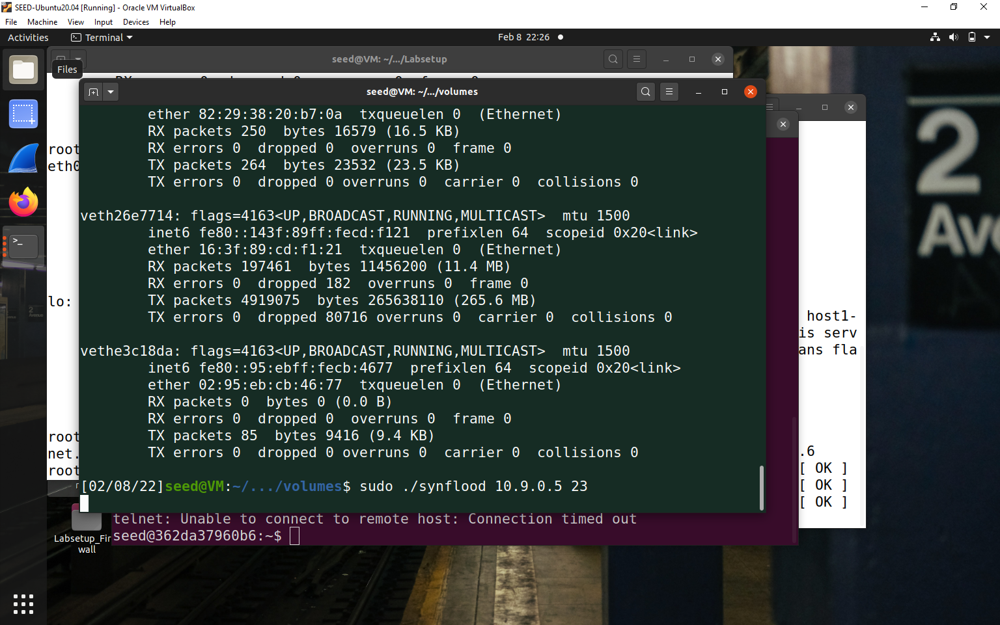 SEED-Ubuntu20.04 [Running] - Oracle VM VirtualBox
File Machine View Input Devices Help
Activities Terminal Feb 8 22:26
seed@VM: ~/.../Labsetup
Files
seed@VM: ~/.../volumes
ether 82:29:38:20:b7:0a txqueuelen 0 (Ethernet)
RX packets 250 bytes 16579 (16.5 KB)
RX errors 0 dropped 0 overruns 0 frame 0
TX packets 264 bytes 23532 (23.5 KB)
TX errors 0 dropped 0 overruns 0 carrier 0 collisions 0
veth26e7714: flags=4163<UP,BROADCAST,RUNNING,MULTICAST> mtu 1500
inet6 fe80::143f:89ff:fecd:f121 prefixlen 64 scopeid 0x20<link>
ether 16:3f:89:cd:f1:21 txqueuelen 0 (Ethernet)
RX packets 197461 bytes 11456200 (11.4 MB)
RX errors 0 dropped 182 overruns 0 frame 0
TX packets 4919075 bytes 265638110 (265.6 MB)
TX errors 0 dropped 80716 overruns 0 carrier 0 collisions 0
vethe3c18da: flags=4163<UP,BROADCAST,RUNNING,MULTICAST> mtu 1500
inet6 fe80::95:ebff:fecb:4677 prefixlen 64 scopeid 0x20<link>
ether 02:95:eb:cb:46:77 txqueuelen 0 (Ethernet)
RX packets 0 bytes 0 (0.0 B)
RX errors 0 dropped 0 overruns 0 frame 0
TX packets 85 bytes 9416 (9.4 KB)
TX errors 0 dropped 0 overruns 0 carrier 0 collisions 0
[02/08/22]seed@VM:~/.../volumes$ sudo ./synflood 10.9.0.5 23
telnet: Unable to connect to remote host: Connection timed out
seed@362da37960b6:~$
root
eth0
lo:
root
net.
root
host1-
is serv
ans fla
.6
[ OK ]
[ OK ]
[ OK ]
Labsetup_Fir
wall
2
Ave